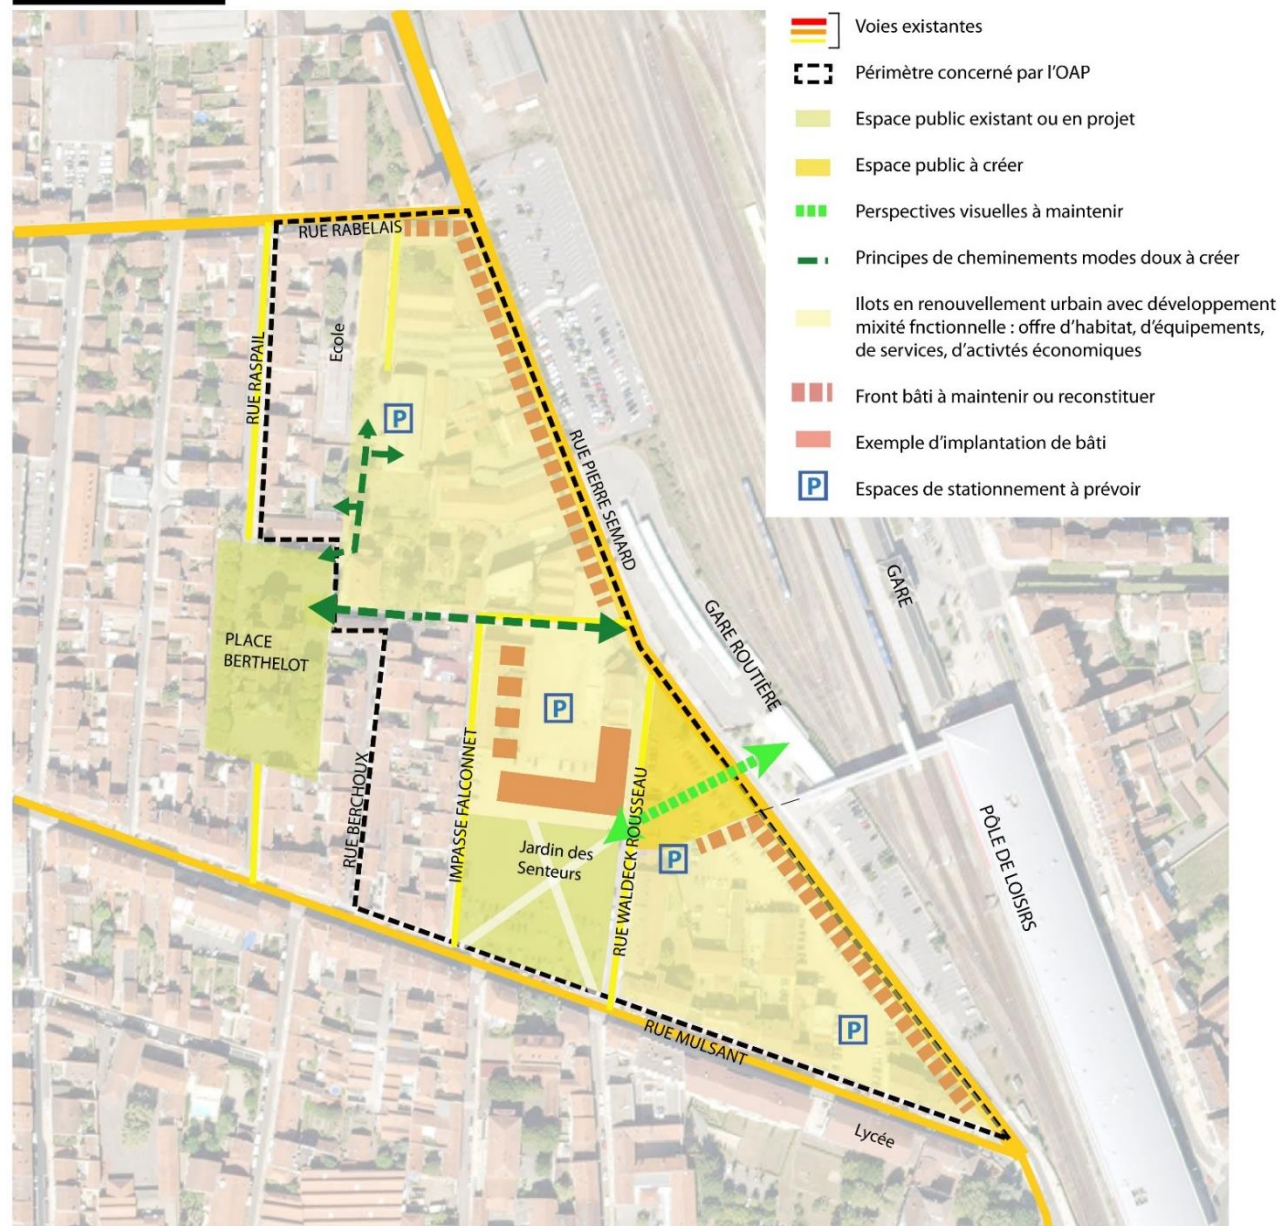 Voies existantes
Périmètre concerné par l'OAP
Espace public existant ou en projet
Espace public à créer
Perspectives visuelles à maintenir
Principes de cheminements modes doux à créer
Ilots en renouvellement urbain avec développement
mixité fnctionnelle : offre d'habitat, d'équipements,
de services, d'activtés économiques
Front bâti à maintenir ou reconstituer
Exemple d'implantation de bâti
P
Espaces de stationnement à prévoir
RUE RABELAIS
RUE RASPAIL
Ecole
P
RUE PIERRE SEMARD
GARE
GARE ROUTIÈRE
PLACE
BERTHELOT
P
RUE BERCHOUX
IMPASSE FALCONNET
RUE WALDECK ROUSSEAU
Jardin des
Senteurs
P
PÔLE DE LOISIRS
P
RUE MULSANT
Lycée